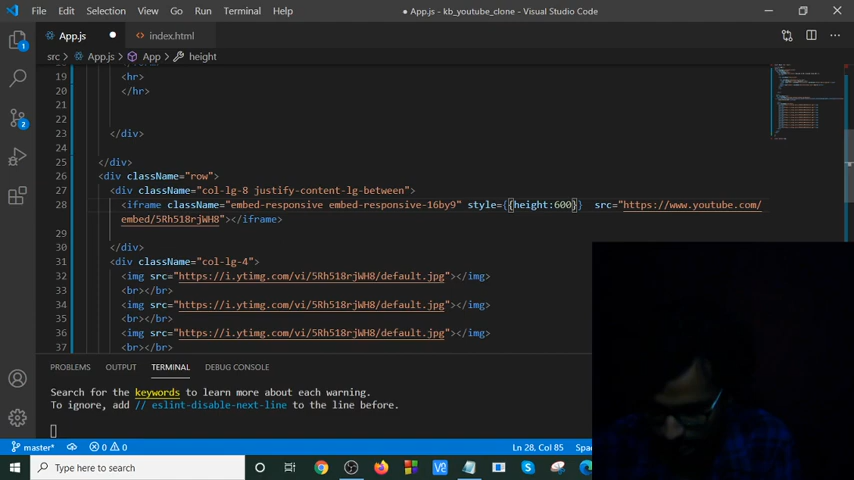 File Edit Selection View Go Run Terminal Help ● App.js - kb_youtube_clone - Visual Studio Code
App.js ● index.html
src > App.js > App > height
19 <hr>
20 </hr>
21
22
23 </div>
24
25 </div>
26 <div className="row">
27 <div className="col-lg-8 justify-content-lg-between">
28 <iframe className="embed-responsive embed-responsive-16by9" style={{height:600}} src="https://www.youtube.com/
embed/5Rh518rjWH8"></iframe>
29
30 </div>
31 <div className="col-lg-4">
32 <img src="https://i.ytimg.com/vi/5Rh518rjWH8/default.jpg"></img>
33 <br></br>
34 <img src="https://i.ytimg.com/vi/5Rh518rjWH8/default.jpg"></img>
35 <br></br>
36 <img src="https://i.ytimg.com/vi/5Rh518rjWH8/default.jpg"></img>
37 <br></br>
PROBLEMS OUTPUT TERMINAL DEBUG CONSOLE
Search for the keywords to learn more about each warning.
To ignore, add // eslint-disable-next-line to the line before.
master* 0 0 Ln 28, Col 85
Type here to search